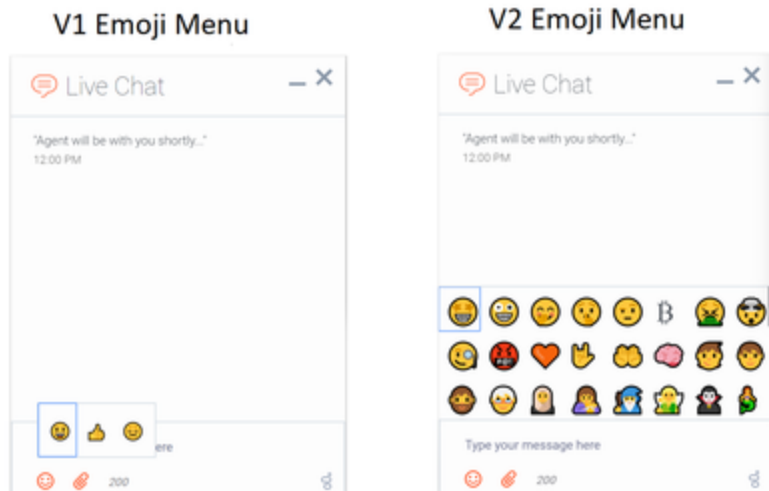 V1 Emoji Menu
Live Chat
"Agent will be with you shortly..."
12:00 PM
ere
200
V2 Emoji Menu
Live Chat
"Agent will be with you shortly..."
12:00 PM
Type your message here
200